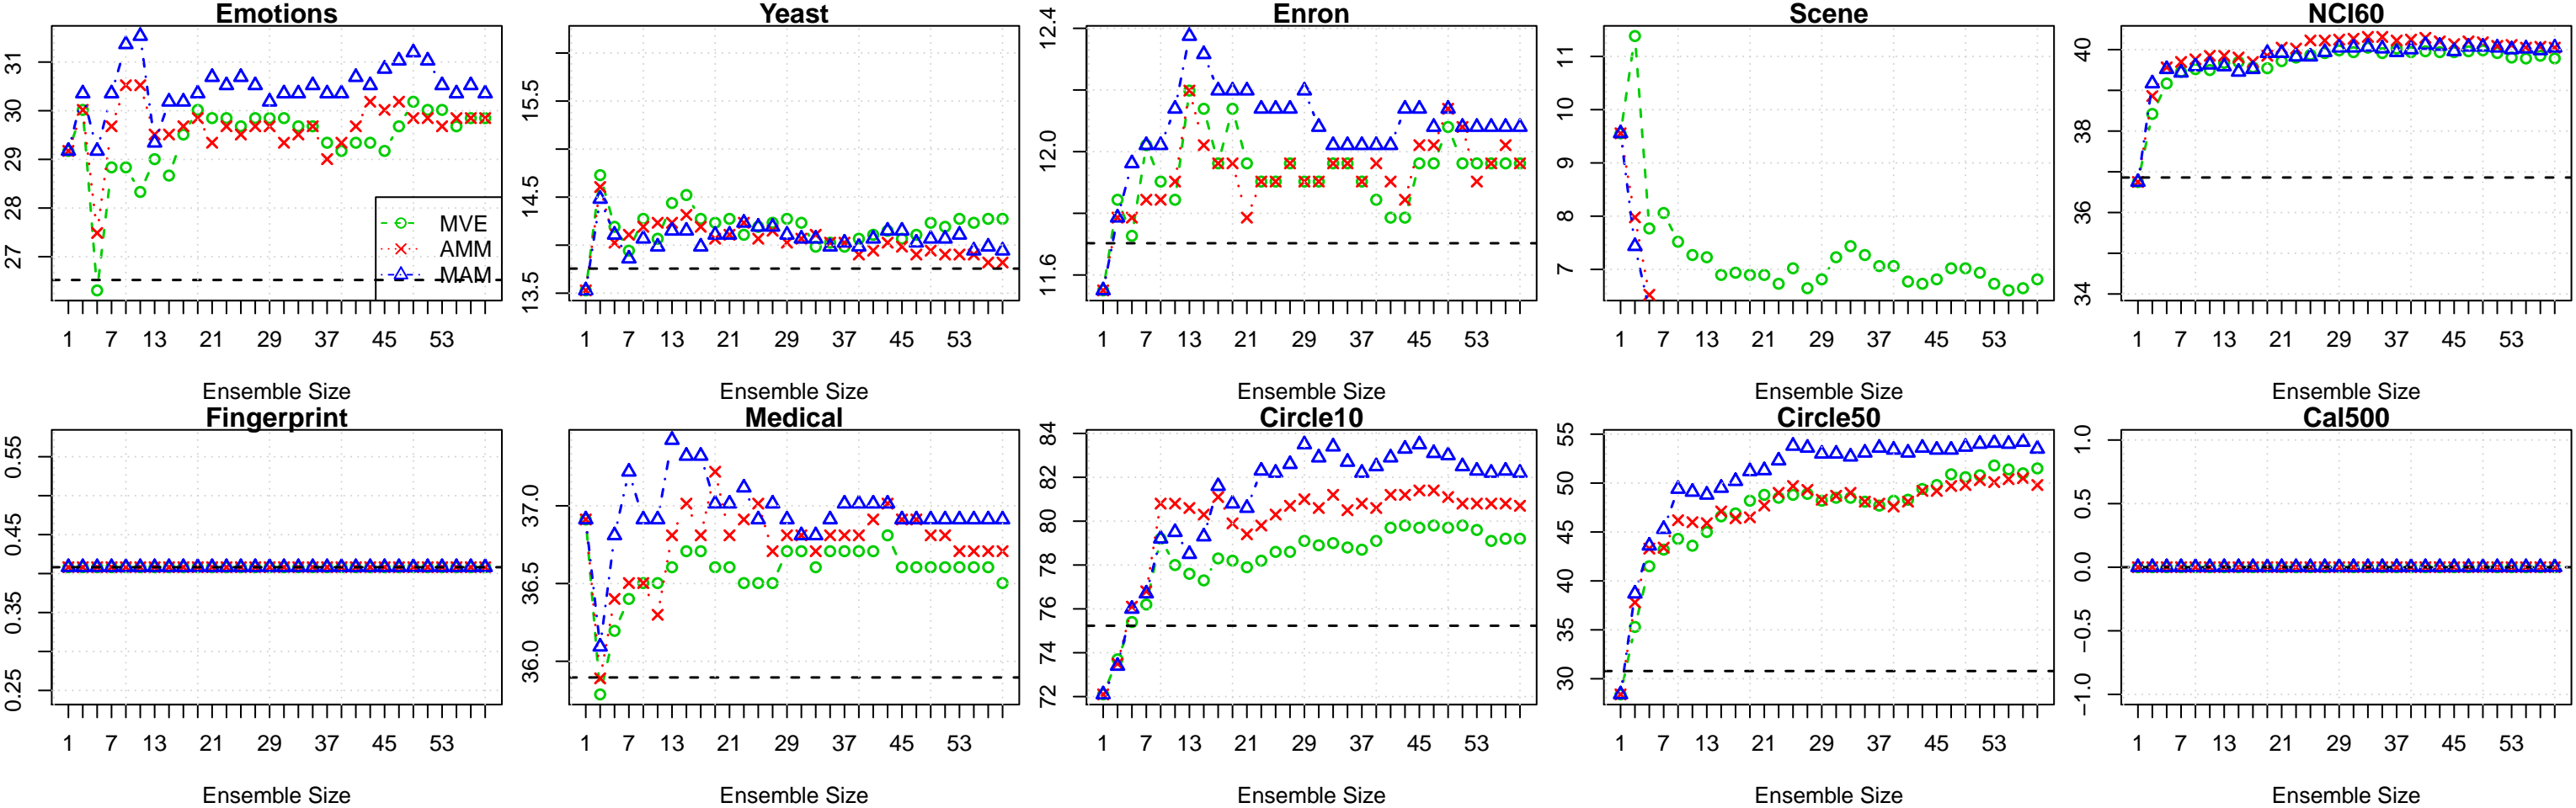 Emotions Yeast Enron Scene NCI60
31 30 29 28 27
MVE
AMM
MAM
15.5 14.5 13.5
12.4 12.0 11.6
11 10 9 8 7
40 38 36 34
1 7 13 21 29 37 45 53 1 7 13 21 29 37 45 53 1 7 13 21 29 37 45 53 1 7 13 21 29 37 45 53 1 7 13 21 29 37 45 53
Ensemble Size Ensemble Size Ensemble Size Ensemble Size Ensemble Size
Fingerprint Medical Circle10 Circle50 Cal500
0.55 0.45 0.35 0.25
37.0 36.5 36.0
84 82 80 78 76 74 72
55 50 45 40 35 30
1.0 0.5 0.0 −0.5 −1.0
1 7 13 21 29 37 45 53 1 7 13 21 29 37 45 53 1 7 13 21 29 37 45 53 1 7 13 21 29 37 45 53 1 7 13 21 29 37 45 53
Ensemble Size Ensemble Size Ensemble Size Ensemble Size Ensemble Size